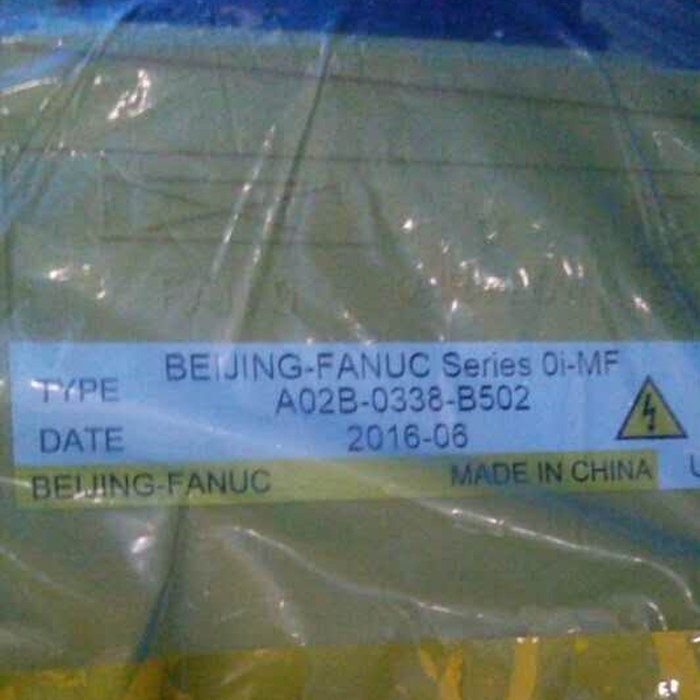 BEIJING-FANUC Series 0i-MF
TYPE A02B-0338-B502
DATE 2016-06
BEIJING-FANUC MADE IN CHINA